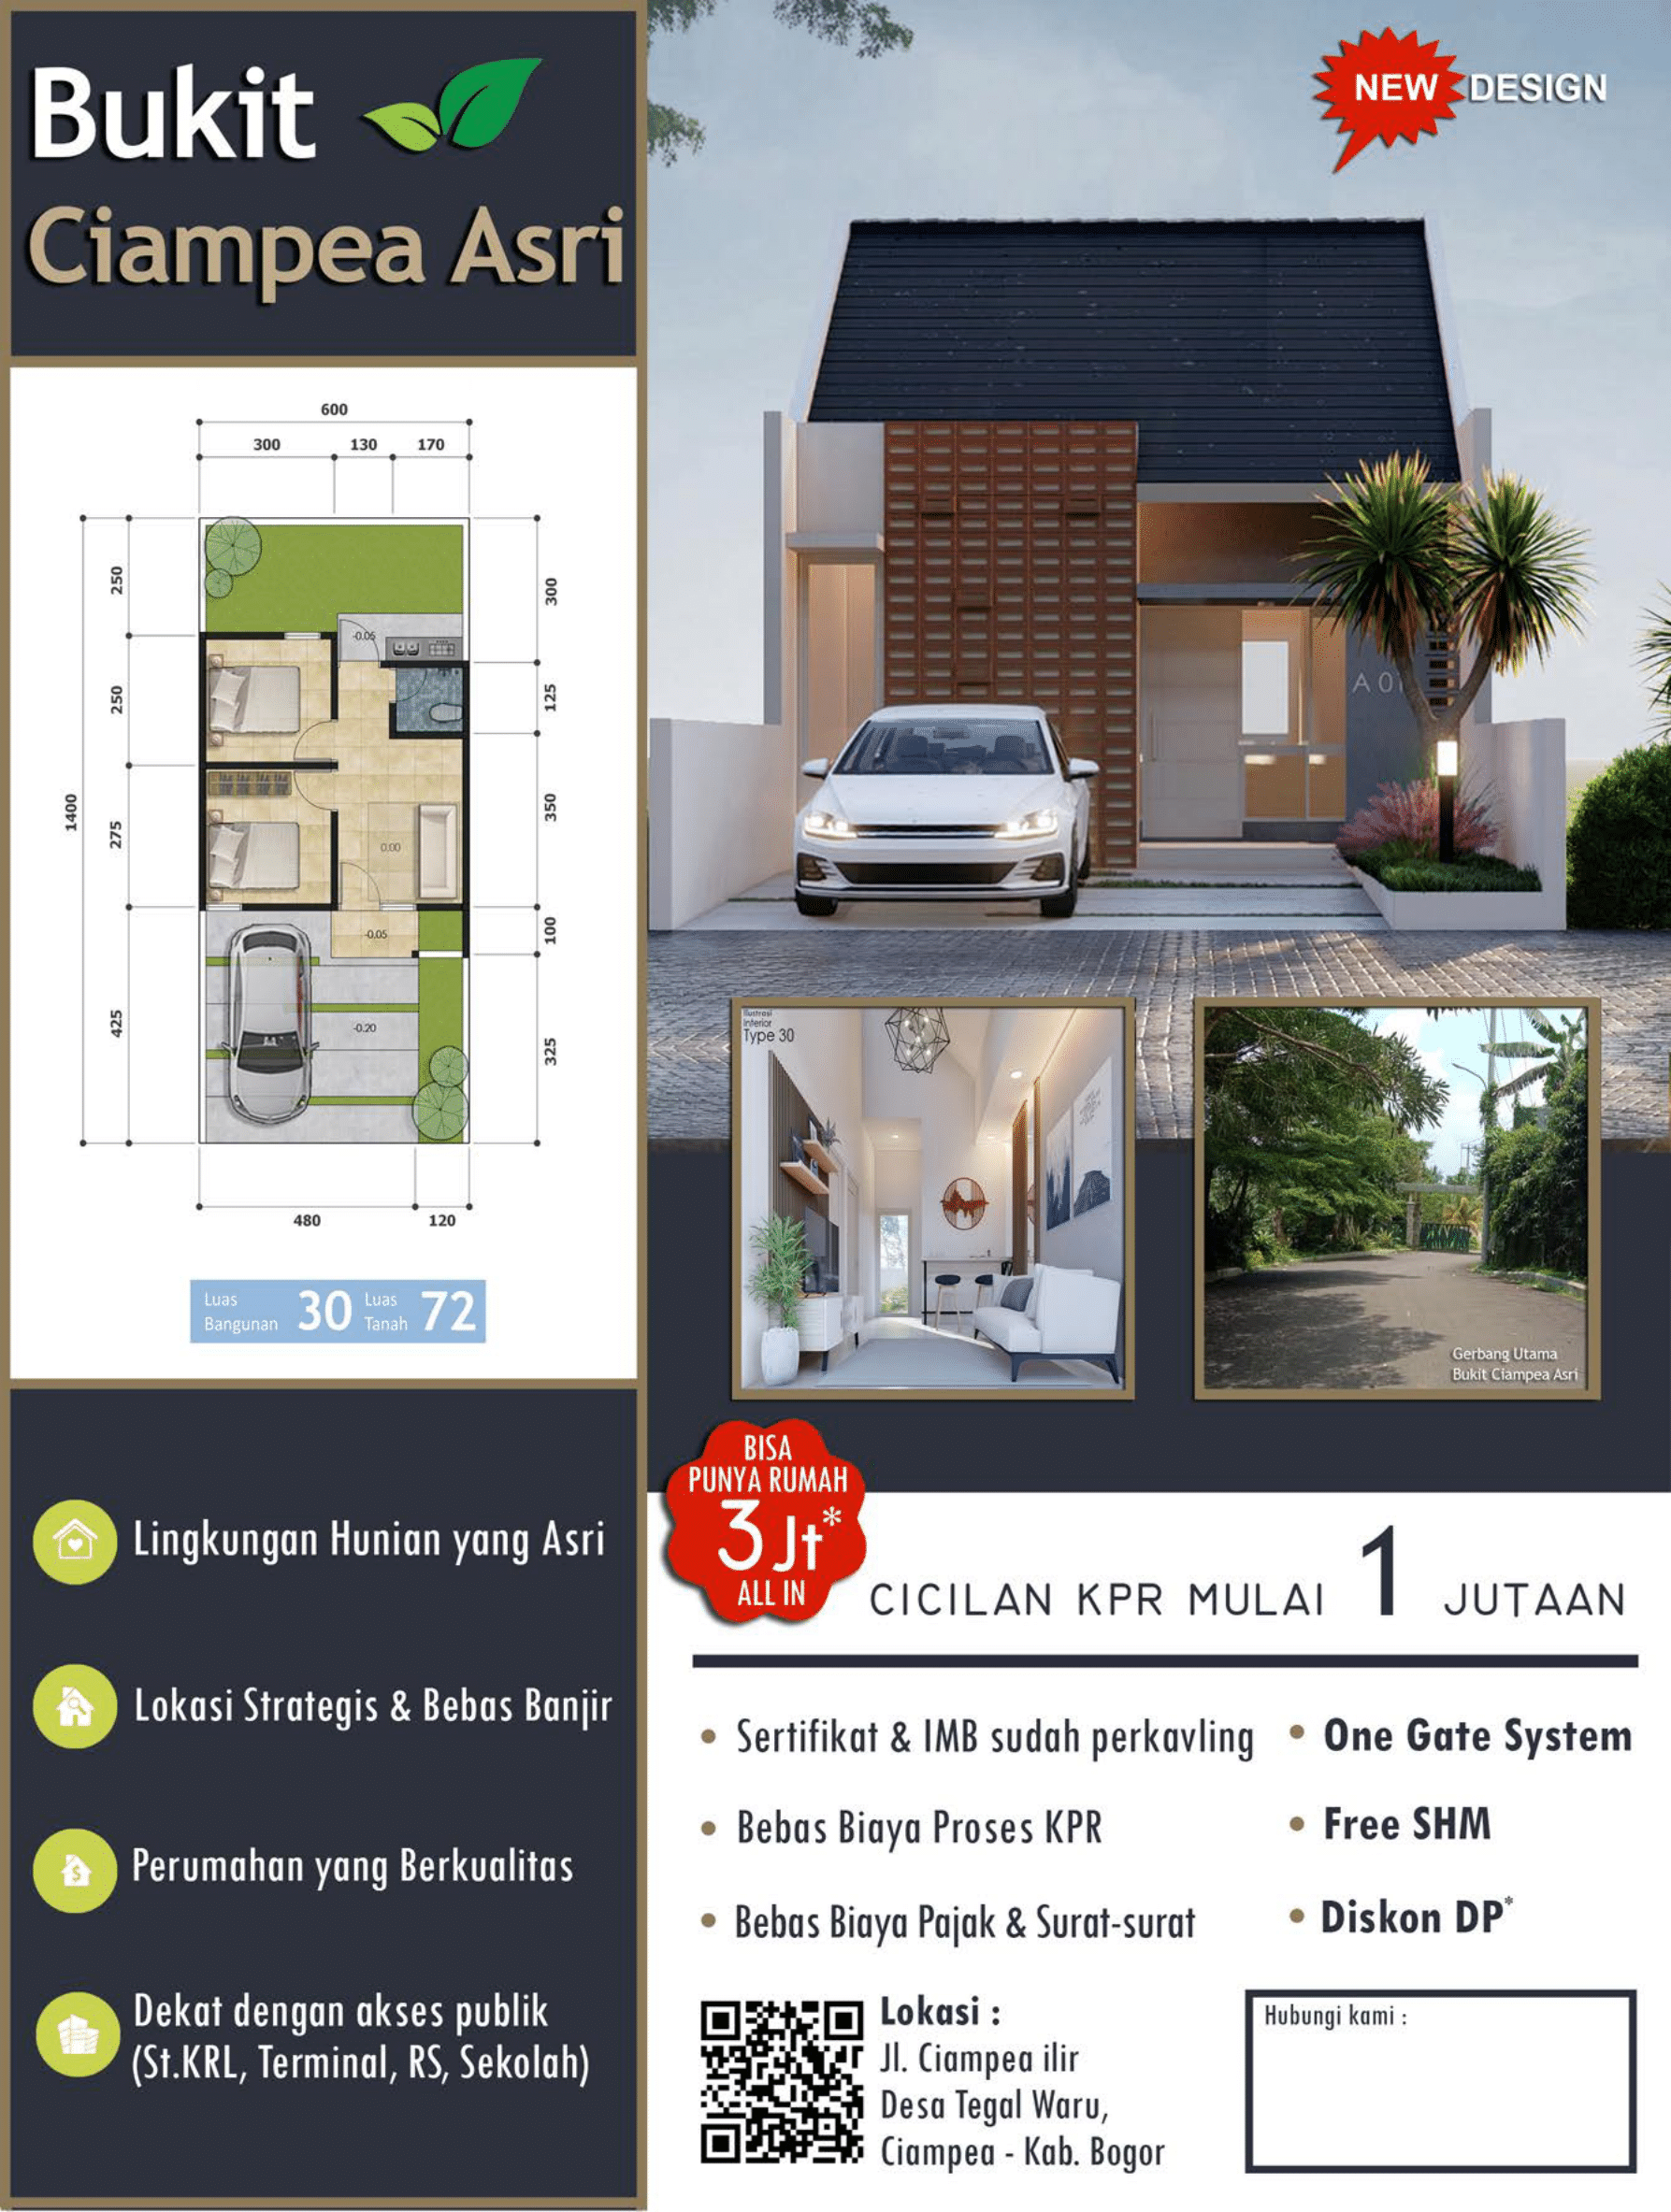 Bukit
Ciampea Asri
NEW DESIGN
600
300 130 170
250
250
275
425
1400
300
125
350
100
325
-0.05
0.00
-0.05
-0.20
480 120
Luas
Bangunan 30
Luas
Tanah 72
A 0
Ilustrasi
Interior
Type 30
Gerbang Utama
Bukit Ciampea Asri
Lingkungan Hunian yang Asri
Lokasi Strategis & Bebas Banjir
Perumahan yang Berkualitas
Dekat dengan akses publik
(St.KRL, Terminal, RS, Sekolah)
BISA
PUNYA RUMAH
3 Jt*
ALL IN
CICILAN KPR MULAI 1 JUTAAN
• Sertifikat & IMB sudah perkavling
• Bebas Biaya Proses KPR
• Bebas Biaya Pajak & Surat-surat
• One Gate System
• Free SHM
• Diskon DP*
Lokasi :
Jl. Ciampea ilir
Desa Tegal Waru,
Ciampea - Kab. Bogor
Hubungi kami :